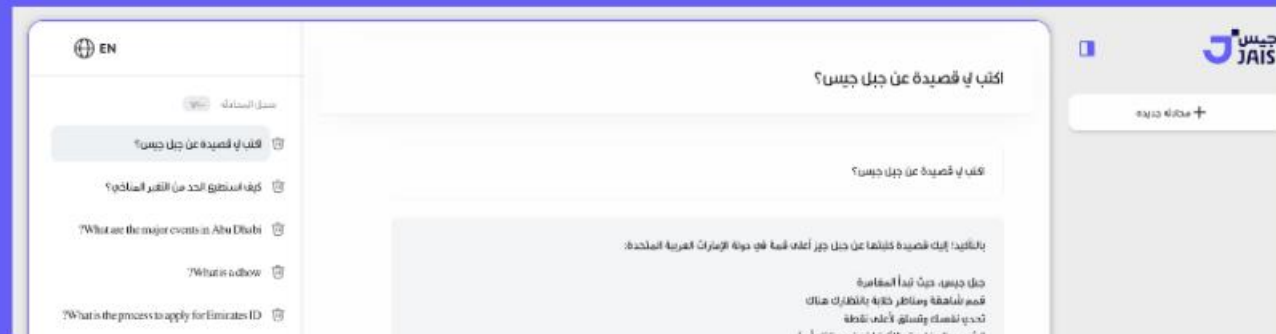 جيس
JAIS
+ محادثة جديدة
EN
سجل المحادثة
اكتب لي قصيدة عن جبل جيس؟
كيف استطيع الحد من التغير المناخي؟
?What are the major events in Abu Dhabi
?What is a dhow
?What is the process to apply for Emirates ID
اكتب لي قصيدة عن جبل جيس؟
اكتب لي قصيدة عن جبل جيس؟
بالتأكيد! إليك قصيدة كتبتها عن جبل جيز أعلى قمة في دولة الإمارات العربية المتحدة:
جبل جيس، حيث تبدأ المغامرة
قمم شاهقة ومناظر خلابة بانتظارك هناك
تحدي نفسك وتسلق لأعلى نقطة